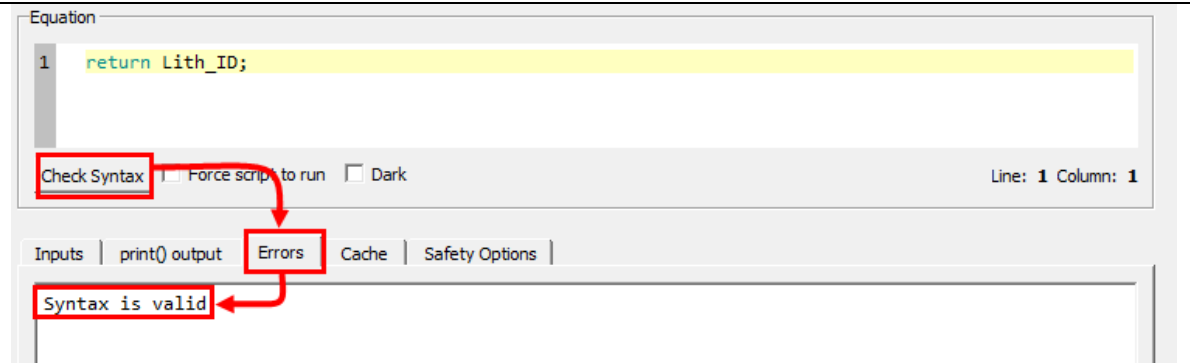 Equation
1 return Lith_ID;
Check Syntax Force script to run Dark Line: 1 Column: 1
Inputs print() output Errors Cache Safety Options
Syntax is valid